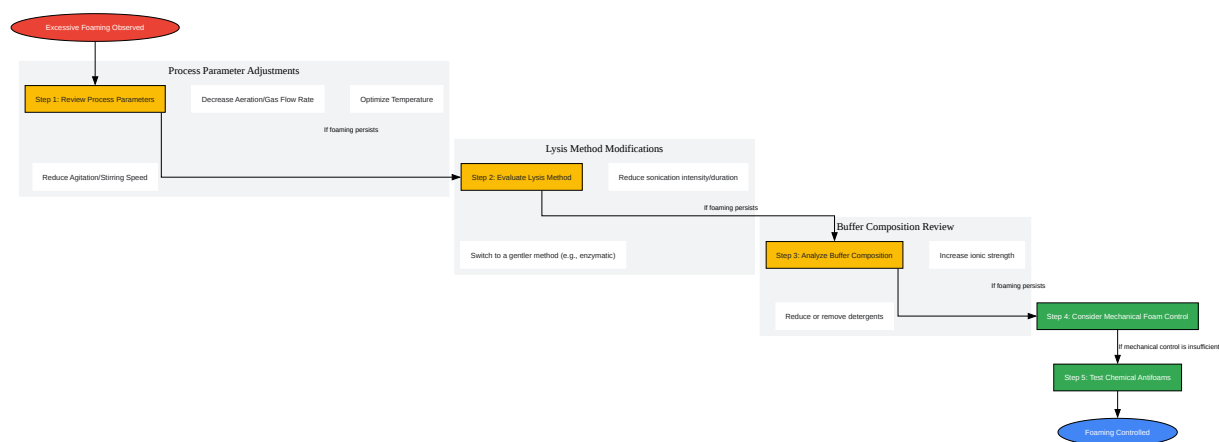 Excessive Foaming Observed
Process Parameter Adjustments
Step 1: Review Process Parameters
Decrease Aeration/Gas Flow Rate
Optimize Temperature
If foaming persists
Reduce Agitation/Stirring Speed
Lysis Method Modifications
Step 2: Evaluate Lysis Method
Reduce sonication intensity/duration
If foaming persists
Switch to a gentler method (e.g., enzymatic)
Buffer Composition Review
Step 3: Analyze Buffer Composition
Increase ionic strength
If foaming persists
Reduce or remove detergents
Step 4: Consider Mechanical Foam Control
If mechanical control is insufficient
Step 5: Test Chemical Antifoams
Foaming Controlled